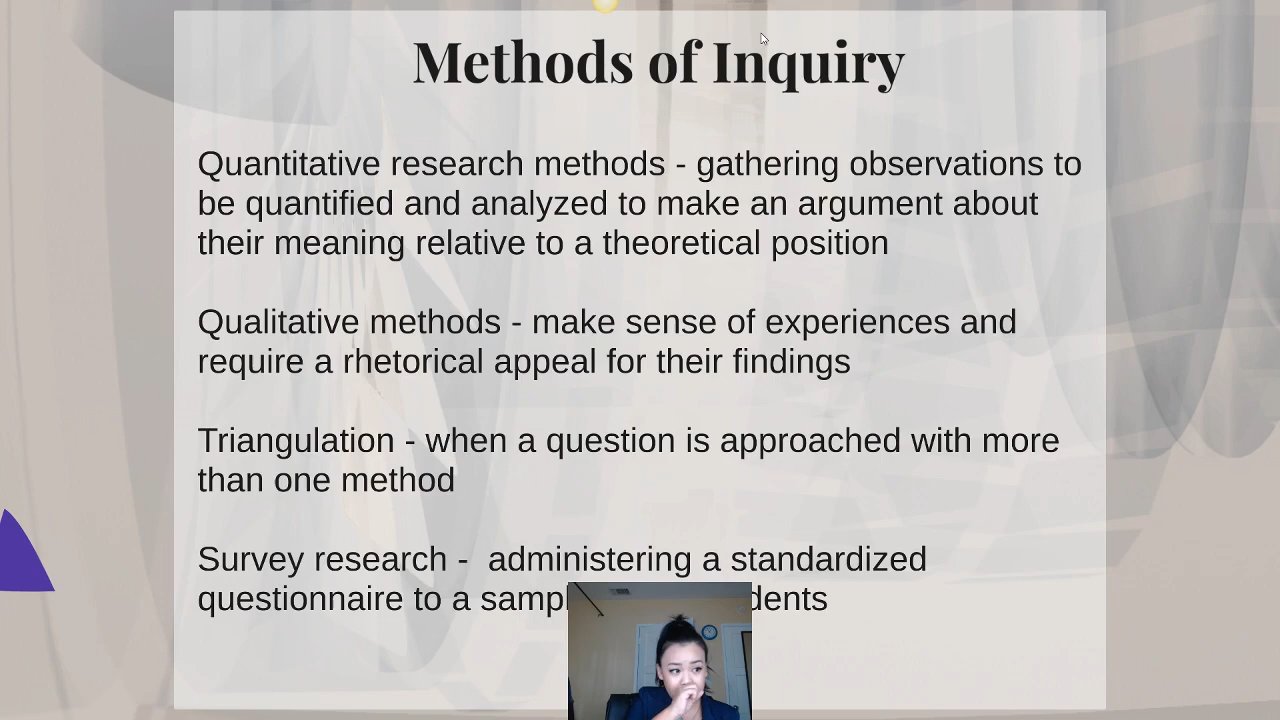 Methods of Inquiry
Quantitative research methods - gathering observations to
be quantified and analyzed to make an argument about
their meaning relative to a theoretical position
Qualitative methods - make sense of experiences and
require a rhetorical appeal for their findings
Triangulation - when a question is approached with more
than one method
Survey research -  administering a standardized
questionnaire to a